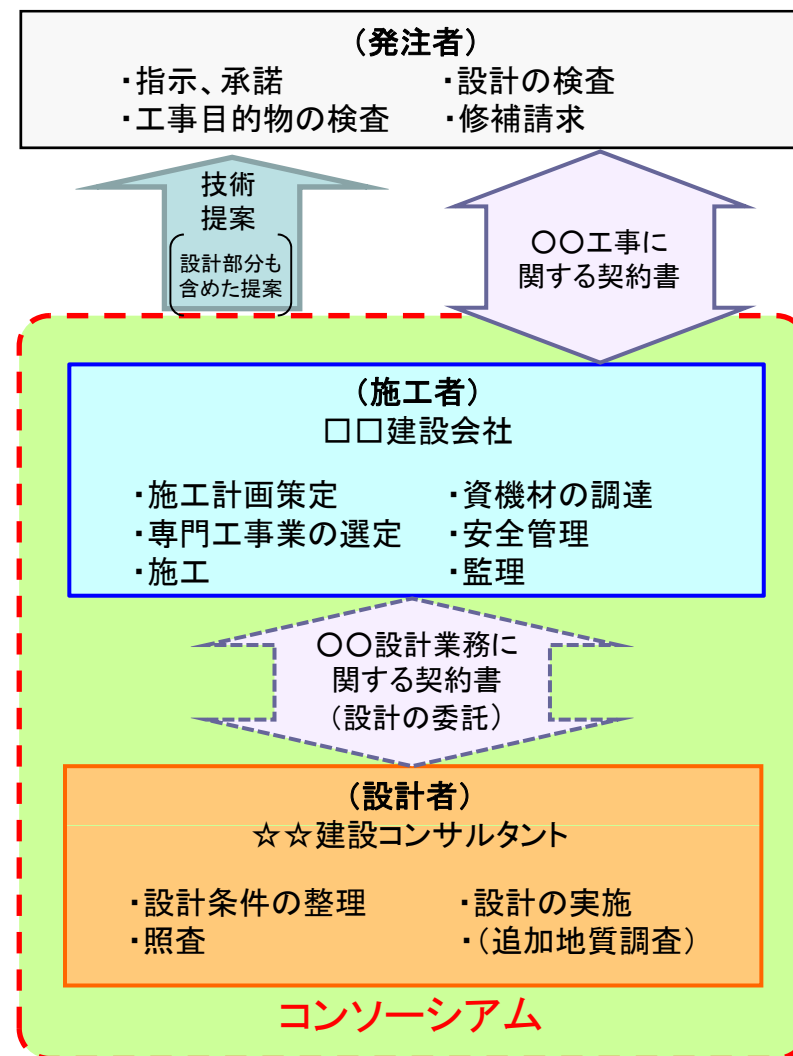 （発注者）
・指示、承諾　・設計の検査
・工事目的物の検査　・修補請求
技術
提案
設計部分も
含めた提案
〇〇工事に
関する契約書
（施工者）
□□建設会社
・施工計画策定　・資機材の調達
・専門工事業の選定　・安全管理
・施工　・監理
〇〇設計業務に
関する契約書
（設計の委託）
（設計者）
☆☆建設コンサルタント
・設計条件の整理　・設計の実施
・照査　・（追加地質調査）
コンソーシアム